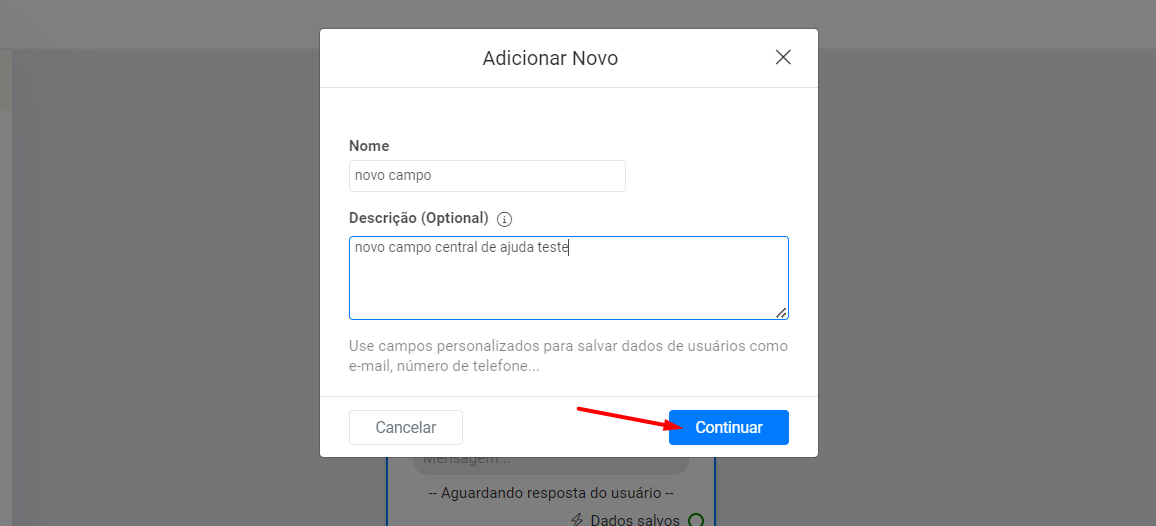 Adicionar Novo
Nome
novo campo
Descrição (Optional)
novo campo central de ajuda teste
Use campos personalizados para salvar dados de usuários como
e-mail, número de telefone...
Cancelar
Continuar
Mensagem...
-- Aguardando resposta do usuário --
Dados salvos